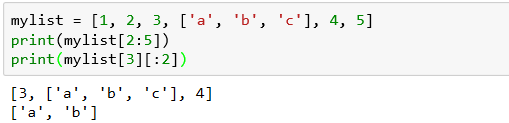 mylist = [1, 2, 3, ['a', 'b', 'c'], 4, 5]
print(mylist[2:5])
print(mylist[3][:2])
[3, ['a', 'b', 'c'], 4]
['a', 'b']